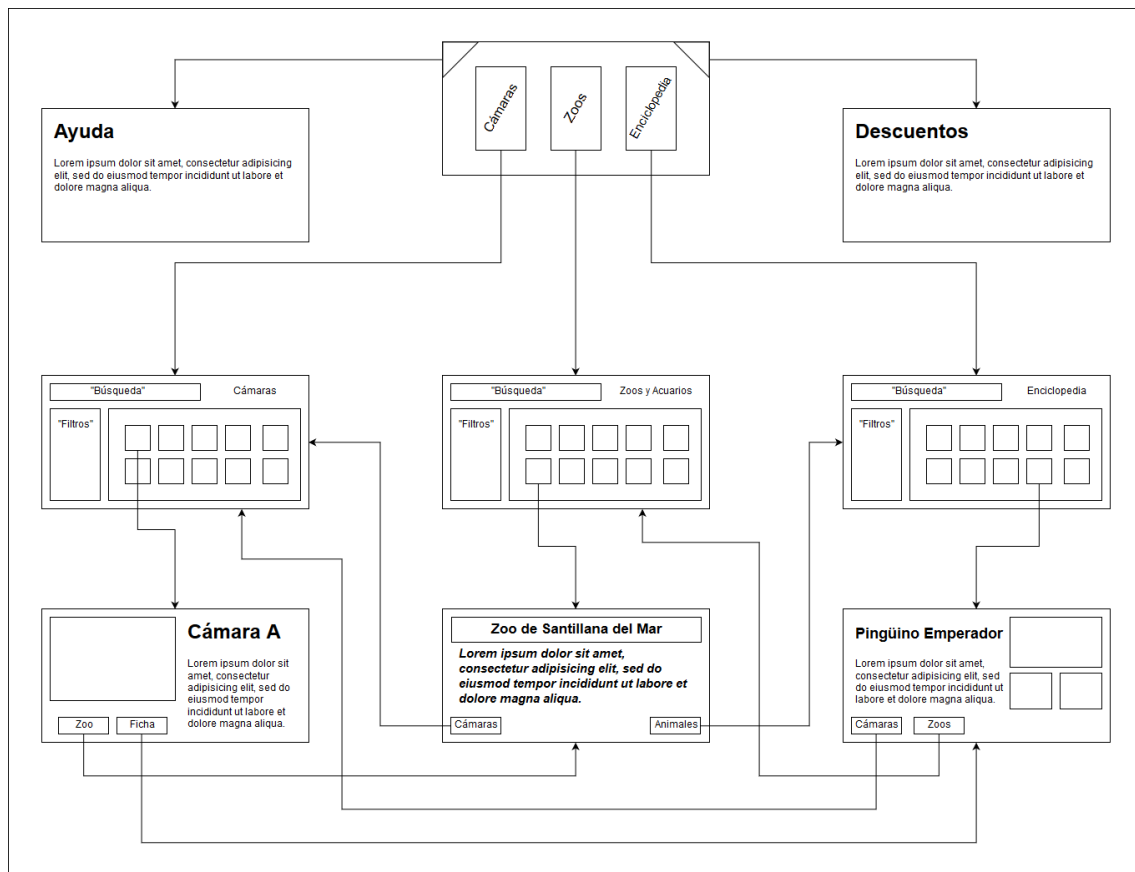 Cámaras
Zoos
Enciclopedia
Ayuda
Lorem ipsum dolor sit amet, consectetur adipisicing
elit, sed do eiusmod tempor incididunt ut labore et
dolore magna aliqua.
Descuentos
Lorem ipsum dolor sit amet, consectetur adipisicing
elit, sed do eiusmod tempor incididunt ut labore et
dolore magna aliqua.
"Búsqueda"
Cámaras
"Filtros"
"Búsqueda"
Zoos y Acuarios
"Filtros"
"Búsqueda"
Enciclopedia
"Filtros"
Cámara A
Lorem ipsum dolor sit
amet, consectetur
adipisicing elit, sed do
eiusmod tempor
incididunt ut labore et
dolore magna aliqua.
Zoo
Ficha
Zoo de Santillana del Mar
Lorem ipsum dolor sit amet,
consectetur adipisicing elit, sed do
eiusmod tempor incididunt ut labore et
dolore magna aliqua.
Cámaras
Animales
Pingüino Emperador
Lorem ipsum dolor sit amet,
consectetur adipisicing elit, sed do
eiusmod tempor incididunt ut
labore et dolore magna aliqua.
Cámaras
Zoos